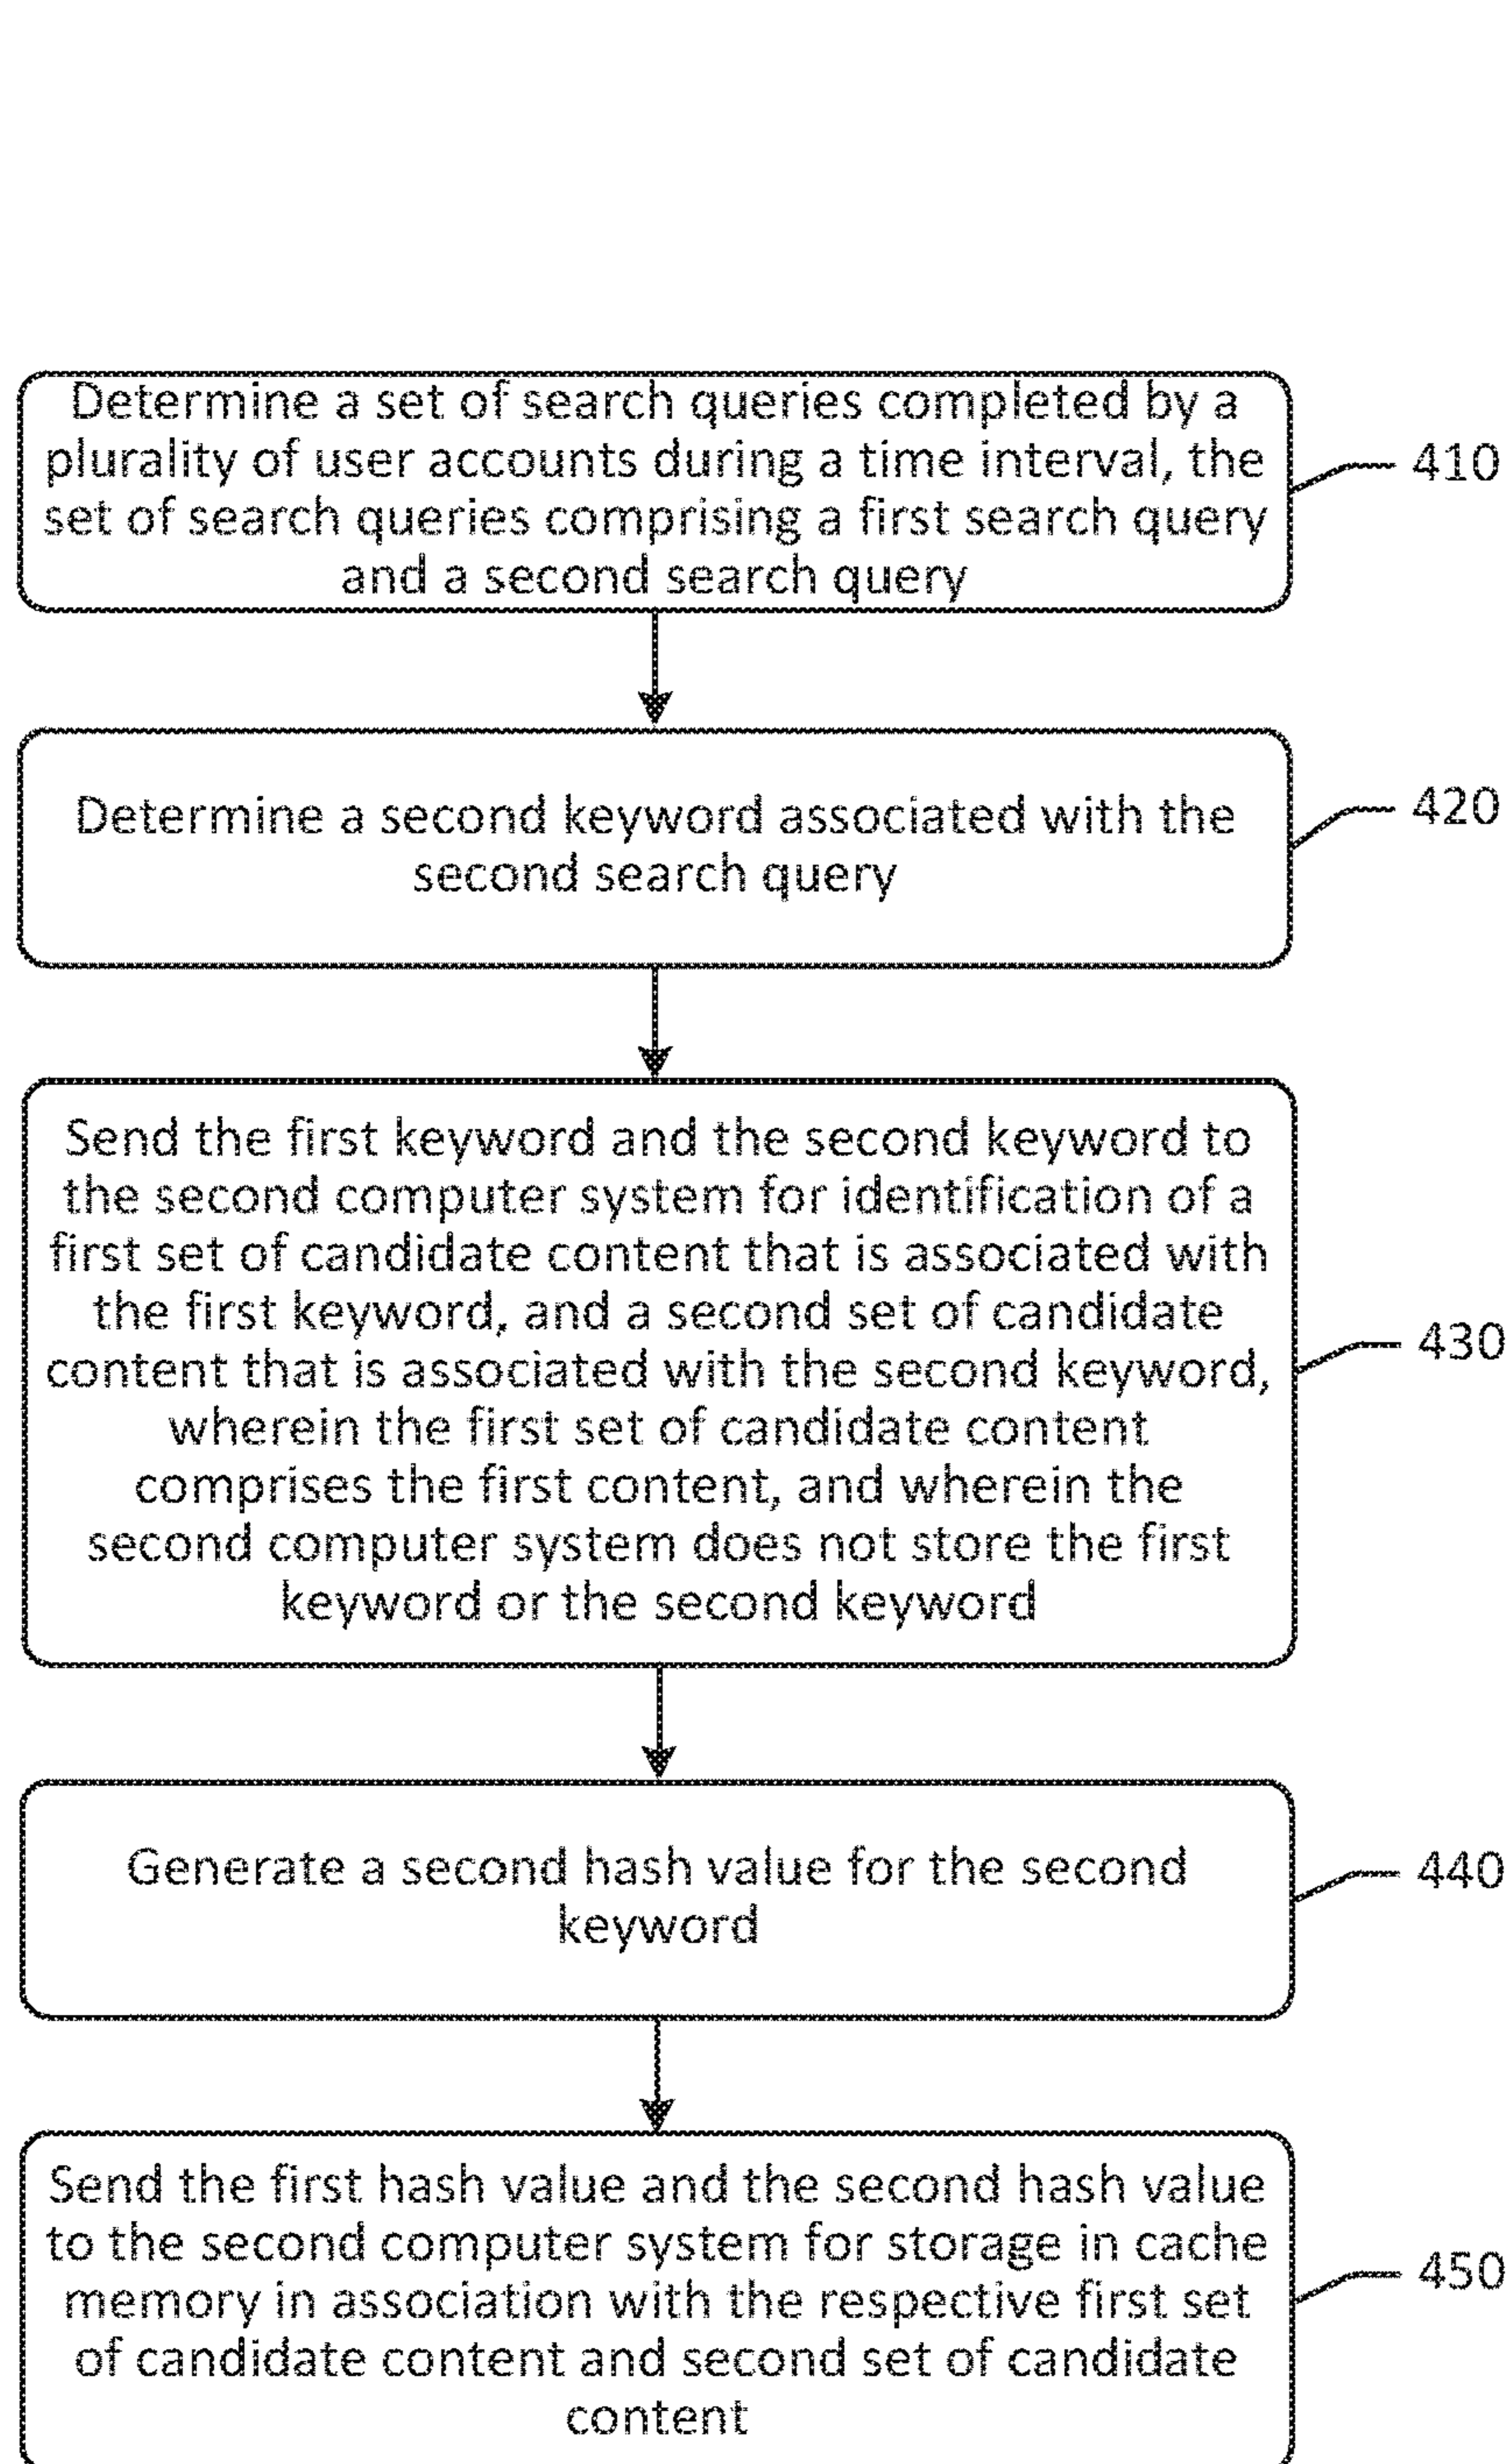 Determine a set of search queries completed by a
plurality of user accounts during a time interval, the
set of search queries comprising a first search query
and a second search query
410
Determine a second keyword associated with the
second search query
420
Send the first keyword and the second keyword to
the second computer system for identification of a
first set of candidate content that is associated with
the first keyword, and a second set of candidate
content that is associated with the second keyword,
wherein the first set of candidate content
comprises the first content, and wherein the
second computer system does not store the first
keyword or the second keyword
430
Generate a second hash value for the second
keyword
440
Send the first hash value and the second hash value
to the second computer system for storage in cache
memory in association with the respective first set
of candidate content and second set of candidate
content
450